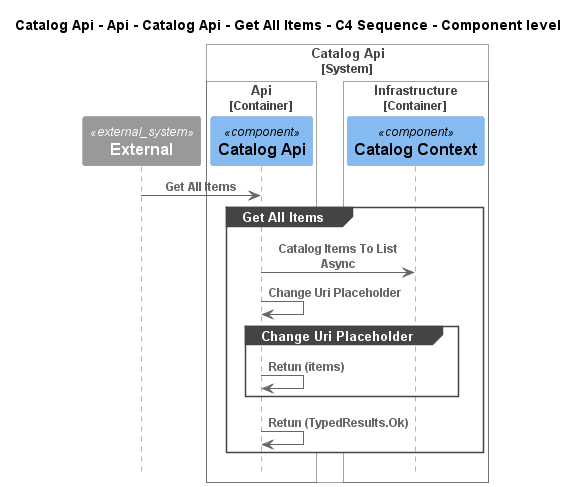 Catalog Api - Api - Catalog Api - Get All Items - C4 Sequence - Component level
Catalog Api
[System]
Api
[Container]
Infrastructure
[Container]
«external_system»
External
«component»
Catalog Api
«component»
Catalog Context
Get All Items
Get All Items
Catalog Items To List
Async
Change Uri Placeholder
Change Uri Placeholder
Retun (items)
Retun (TypedResults.Ok)